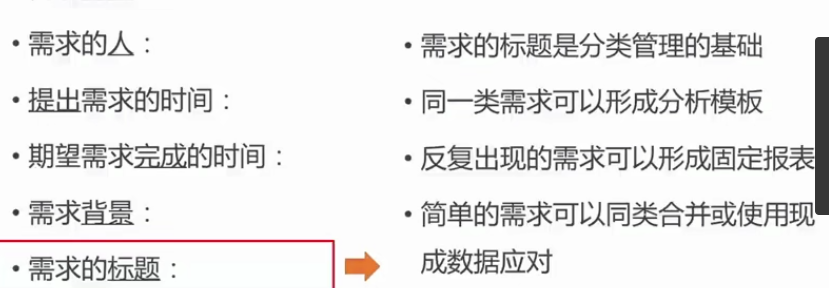 • 需求的人：
• 提出需求的时间：
• 期望需求完成的时间：
• 需求背景：
• 需求的标题：
• 需求的标题是分类管理的基础
• 同一类需求可以形成分析模板
• 反复出现的需求可以形成固定报表
• 简单的需求可以同类合并或使用现
成数据应对